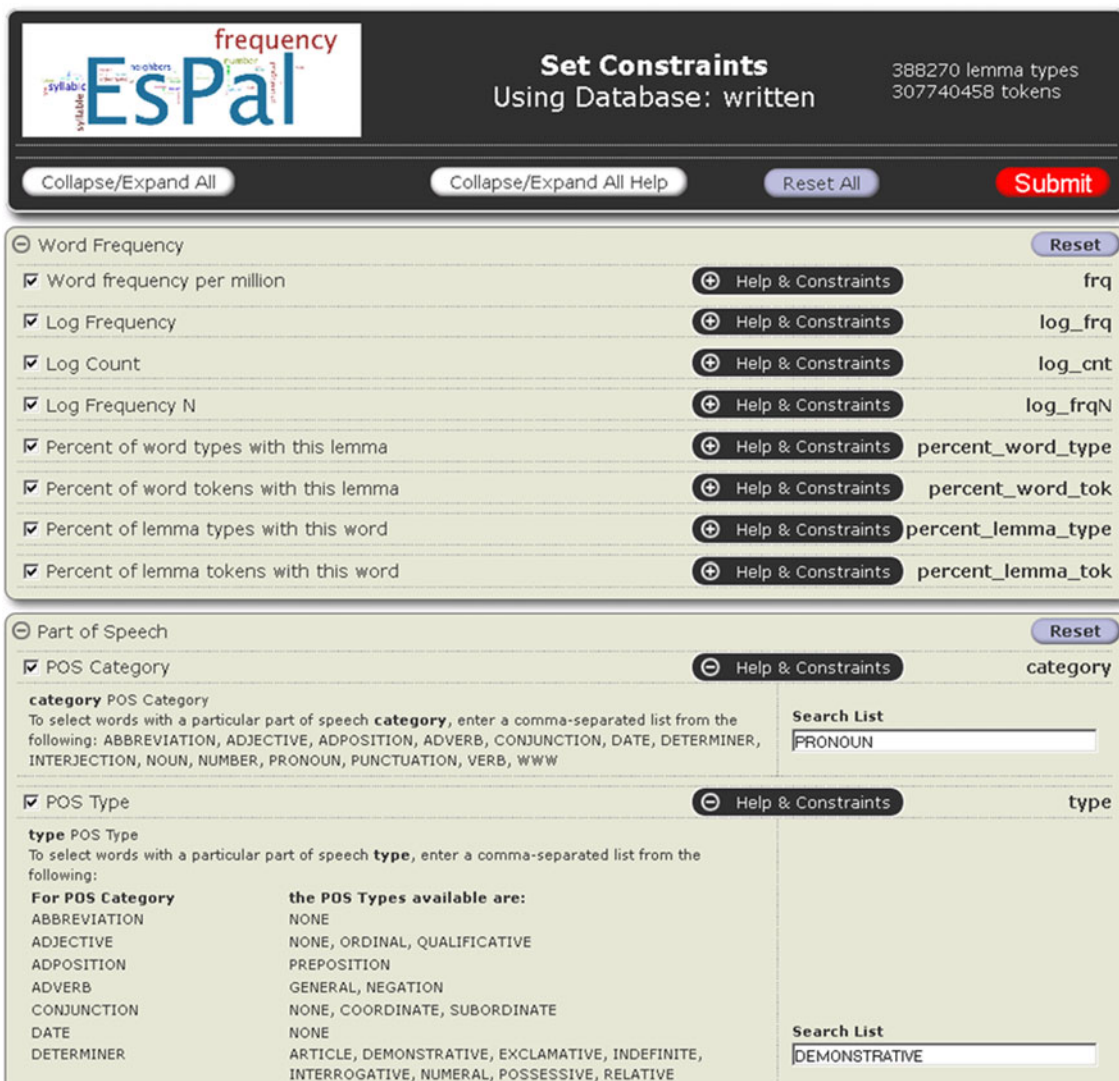 frequency
EsPal
syllabic
syllable
neighbors
number
Set Constraints
Using Database: written
388270 lemma types
307740458 tokens
Collapse/Expand All
Collapse/Expand All Help
Reset All
Submit
Word Frequency Reset
Word frequency per million Help & Constraints frq
Log Frequency Help & Constraints log_frq
Log Count Help & Constraints log_cnt
Log Frequency N Help & Constraints log_frqN
Percent of word types with this lemma Help & Constraints percent_word_type
Percent of word tokens with this lemma Help & Constraints percent_word_tok
Percent of lemma types with this word Help & Constraints percent_lemma_type
Percent of lemma tokens with this word Help & Constraints percent_lemma_tok
Part of Speech Reset
POS Category Help & Constraints category
category POS Category
To select words with a particular part of speech category, enter a comma-separated list from the
following: ABBREVIATION, ADJECTIVE, ADPOSITION, ADVERB, CONJUNCTION, DATE, DETERMINER,
INTERJECTION, NOUN, NUMBER, PRONOUN, PUNCTUATION, VERB, WWW
Search List
PRONOUN
POS Type Help & Constraints type
type POS Type
To select words with a particular part of speech type, enter a comma-separated list from the
following:
For POS Category the POS Types available are:
ABBREVIATION NONE
ADJECTIVE NONE, ORDINAL, QUALIFICATIVE
ADPOSITION PREPOSITION
ADVERB GENERAL, NEGATION
CONJUNCTION NONE, COORDINATE, SUBORDINATE
DATE NONE
DETERMINER ARTICLE, DEMONSTRATIVE, EXCLAMATIVE, INDEFINITE,
INTERROGATIVE, NUMERAL, POSSESSIVE, RELATIVE
Search List
DEMONSTRATIVE